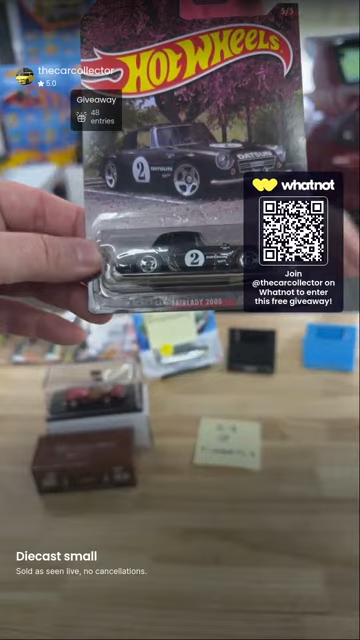 5/5
HOT WHEELS
thecarcollector
★ 5.0
Giveaway
48
entries
DATSUN
2
whatnot
2
Join
@thecarcollector on
Whatnot to enter
this free giveaway!
Diecast small
Sold as seen live, no cancellations.